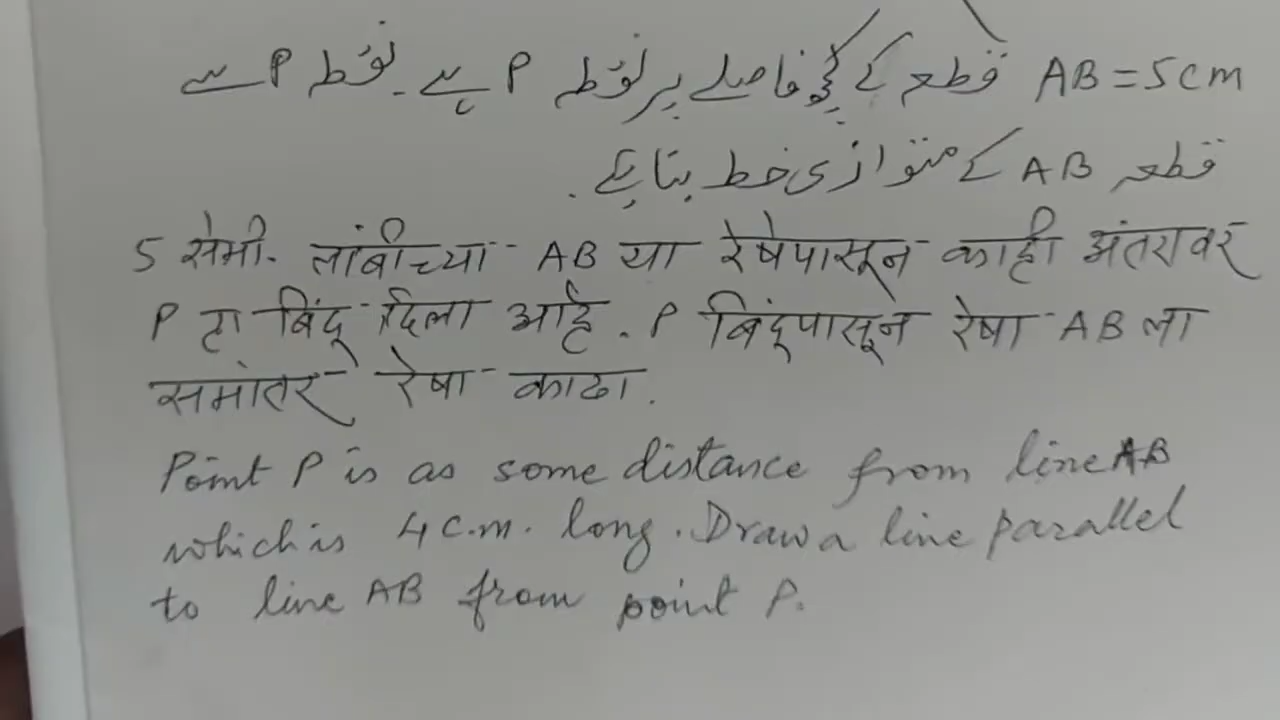 AB = 5cm قطعہ کے کچھ فاصلے پر نقطہ P ہے۔ نقطہ P سے
قطعہ AB کے متوازی خط بنائیے۔
5 सेमी. लांबीच्या AB या रेषेपासून काही अंतरावर
P हा बिंदू दिला आहे. P बिंदूपासून रेषा AB ला
समांतर रेषा काढा.
Point P is as some distance from line AB
which is 4 c.m. long. Draw a line parallel
to line AB from point P.